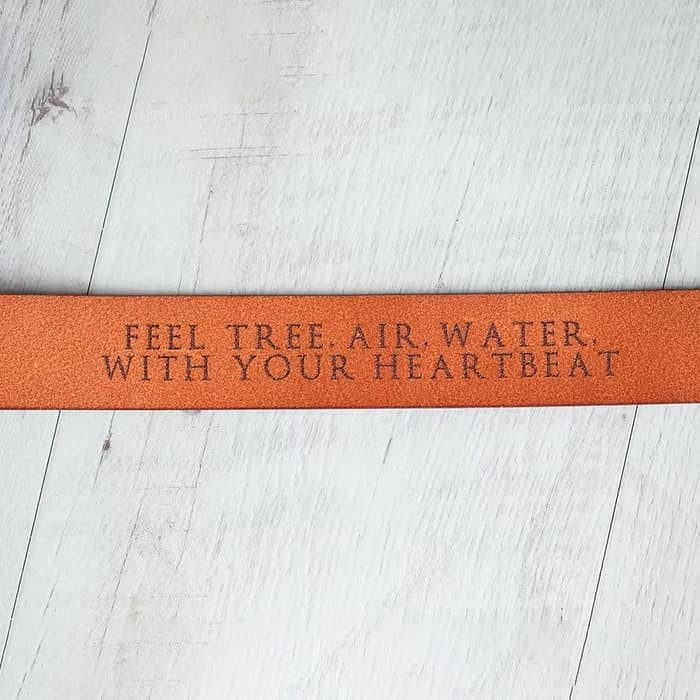 FEEL TREE, AIR, WATER,
WITH YOUR HEARTBEAT